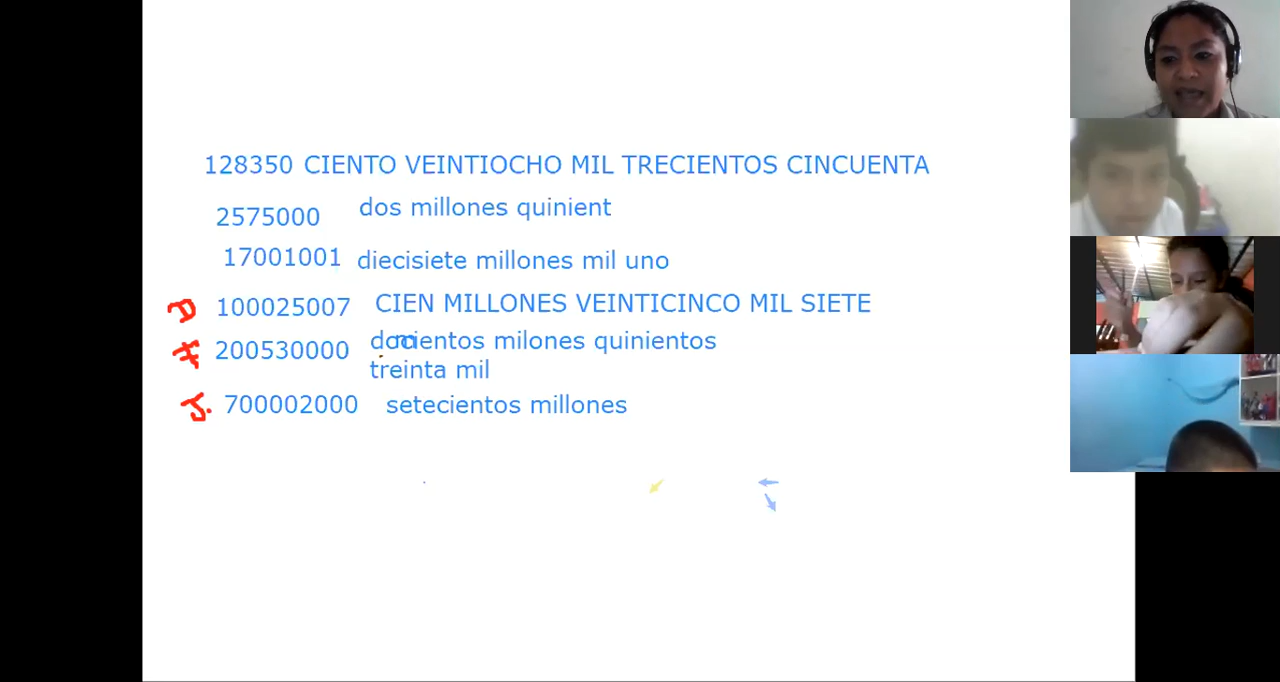 128350 CIENTO VEINTIOCHO MIL TRECIENTOS CINCUENTA
2575000 dos millones quinient
17001001 diecisiete millones mil uno
100025007 CIEN MILLONES VEINTICINCO MIL SIETE
200530000 milones quinientos
treinta mil
J. 700002000 setecientos millones